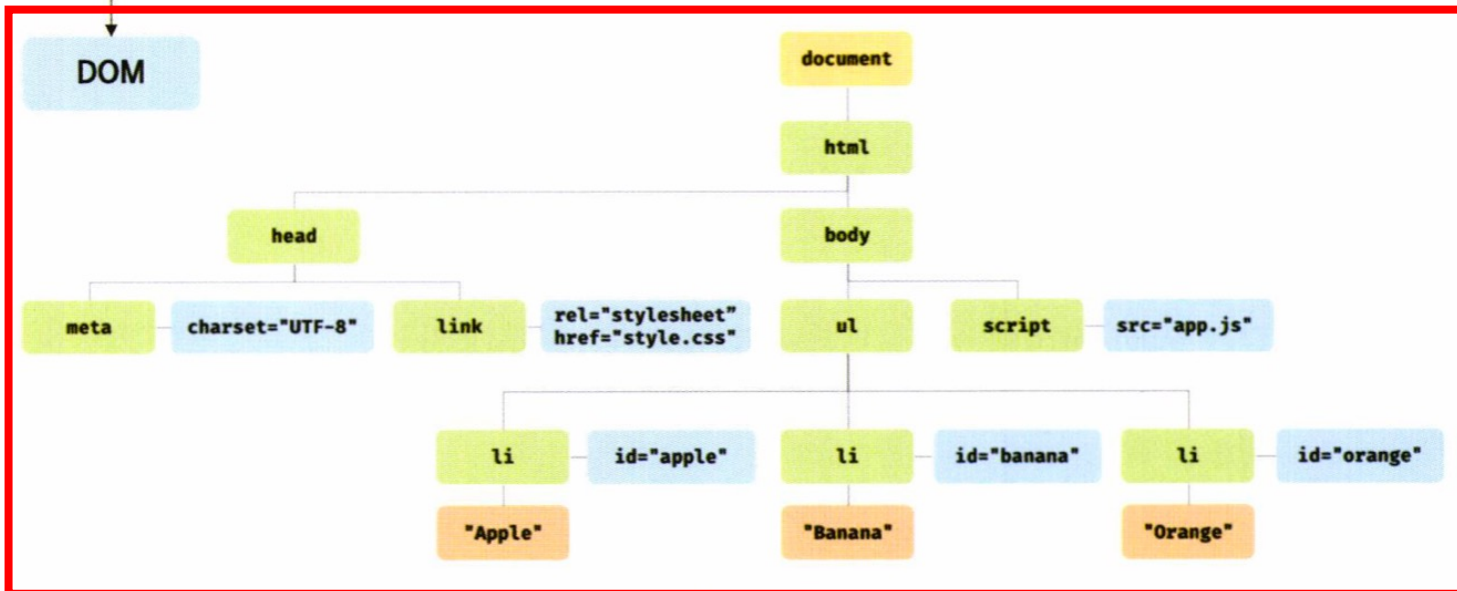 DOM
document
html
head
body
meta
charset="UTF-8"
link
rel="stylesheet”
href="style.css"
ul
script
src="app.js"
li
id="apple"
li
id="banana"
li
id="orange"
"Apple"
"Banana"
"Orange"